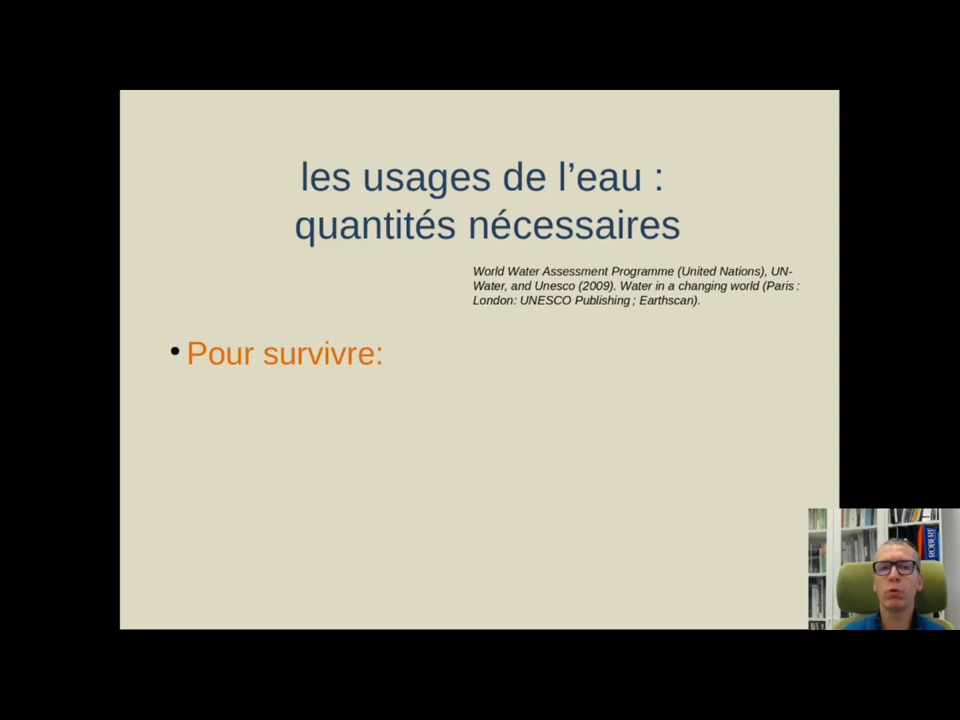 les usages de l’eau :
quantités nécessaires
World Water Assessment Programme (United Nations), UN-
Water, and Unesco (2009). Water in a changing world (Paris :
London: UNESCO Publishing ; Earthscan).
• Pour survivre:
ROBERT